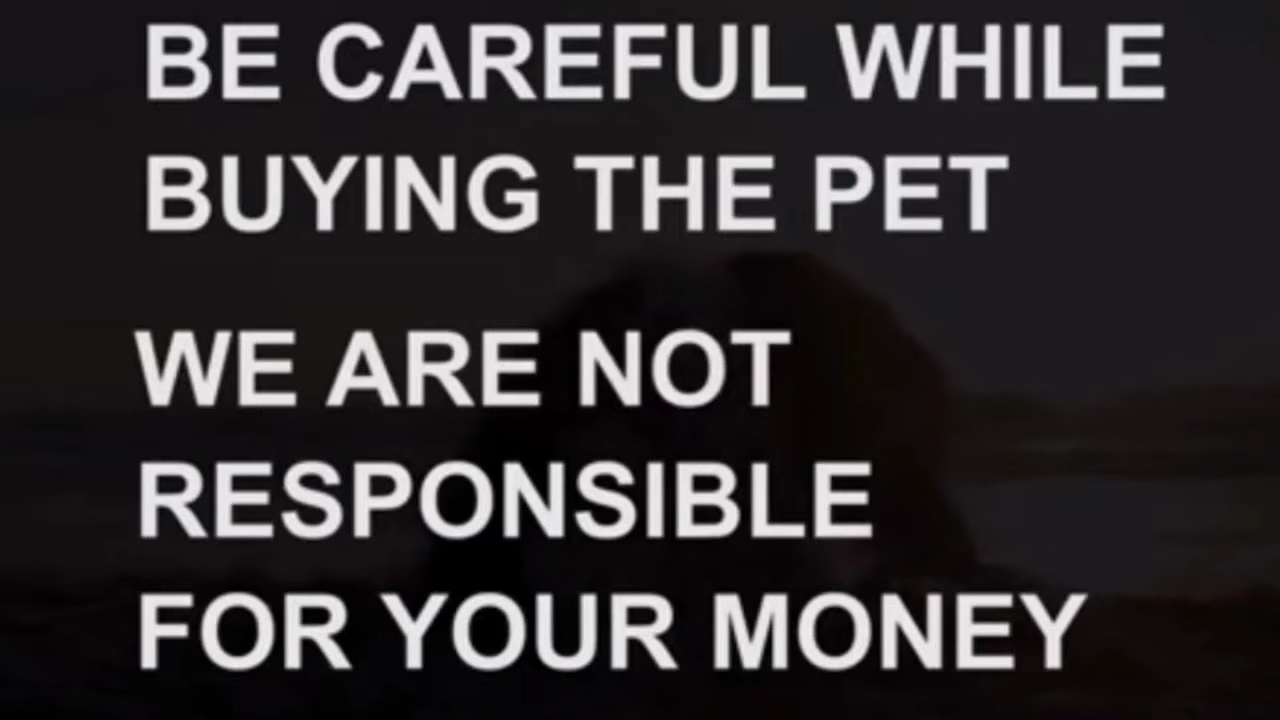 BE CAREFUL WHILE
BUYING THE PET
WE ARE NOT
RESPONSIBLE
FOR YOUR MONEY